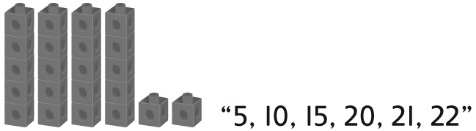 “5, 10, 15, 20, 21, 22”